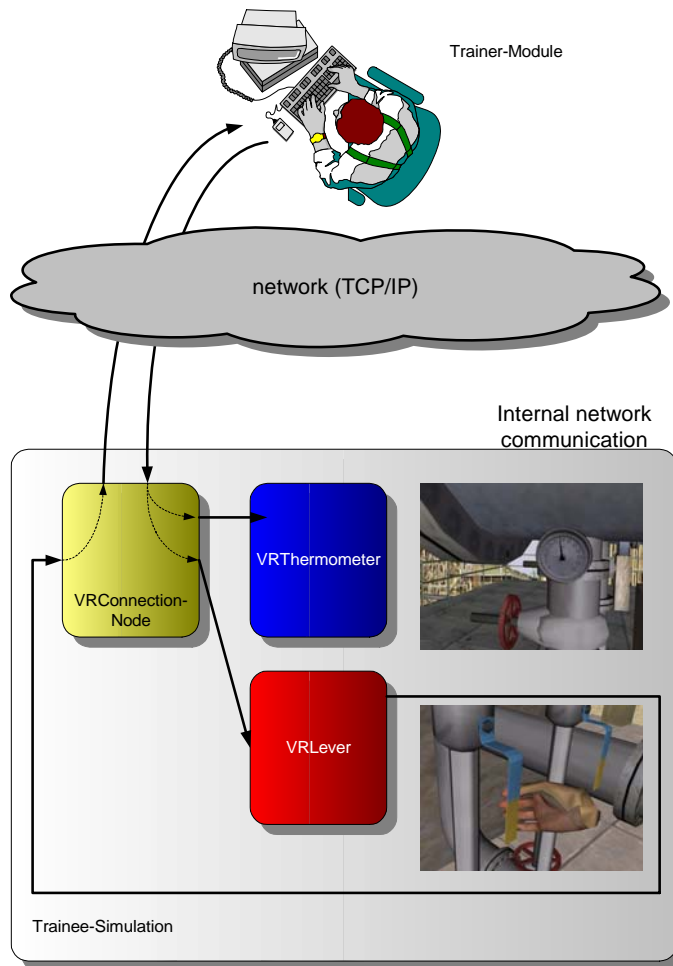 Trainer-Module
network (TCP/IP)
Internal network
communication
VRConnection-
Node
VRThermometer
VRLever
Trainee-Simulation